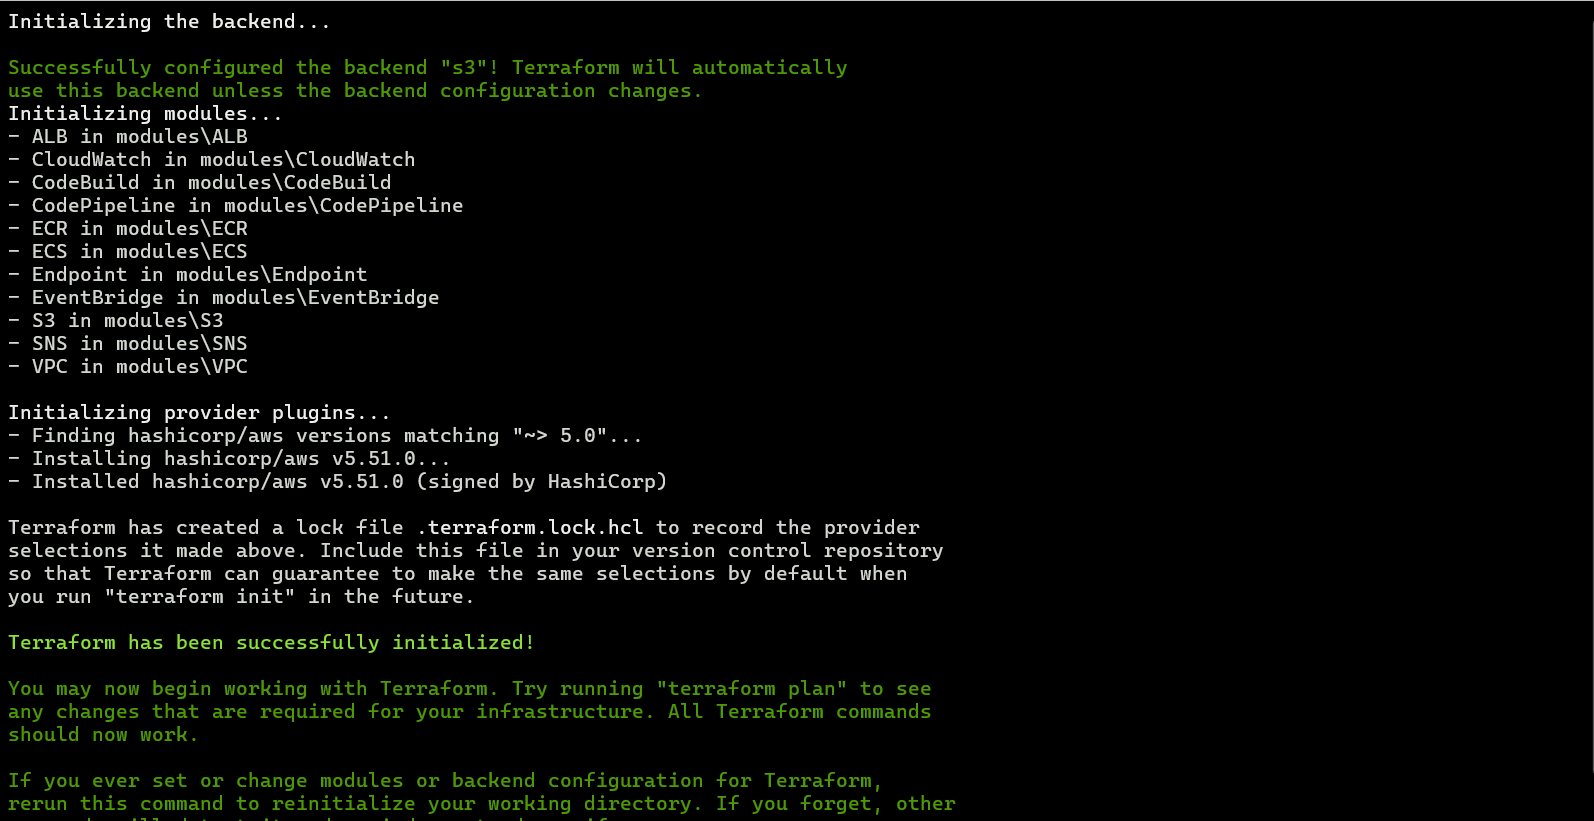 Initializing the backend...
Successfully configured the backend "s3"! Terraform will automatically
use this backend unless the backend configuration changes.
Initializing modules...
- ALB in modules\ALB
- CloudWatch in modules\CloudWatch
- CodeBuild in modules\CodeBuild
- CodePipeline in modules\CodePipeline
- ECR in modules\ECR
- ECS in modules\ECS
- Endpoint in modules\Endpoint
- EventBridge in modules\EventBridge
- S3 in modules\S3
- SNS in modules\SNS
- VPC in modules\VPC
Initializing provider plugins...
- Finding hashicorp/aws versions matching "~> 5.0"...
- Installing hashicorp/aws v5.51.0...
- Installed hashicorp/aws v5.51.0 (signed by HashiCorp)
Terraform has created a lock file .terraform.lock.hcl to record the provider
selections it made above. Include this file in your version control repository
so that Terraform can guarantee to make the same selections by default when
you run "terraform init" in the future.
Terraform has been successfully initialized!
You may now begin working with Terraform. Try running "terraform plan" to see
any changes that are required for your infrastructure. All Terraform commands
should now work.
If you ever set or change modules or backend configuration for Terraform,
rerun this command to reinitialize your working directory. If you forget, other